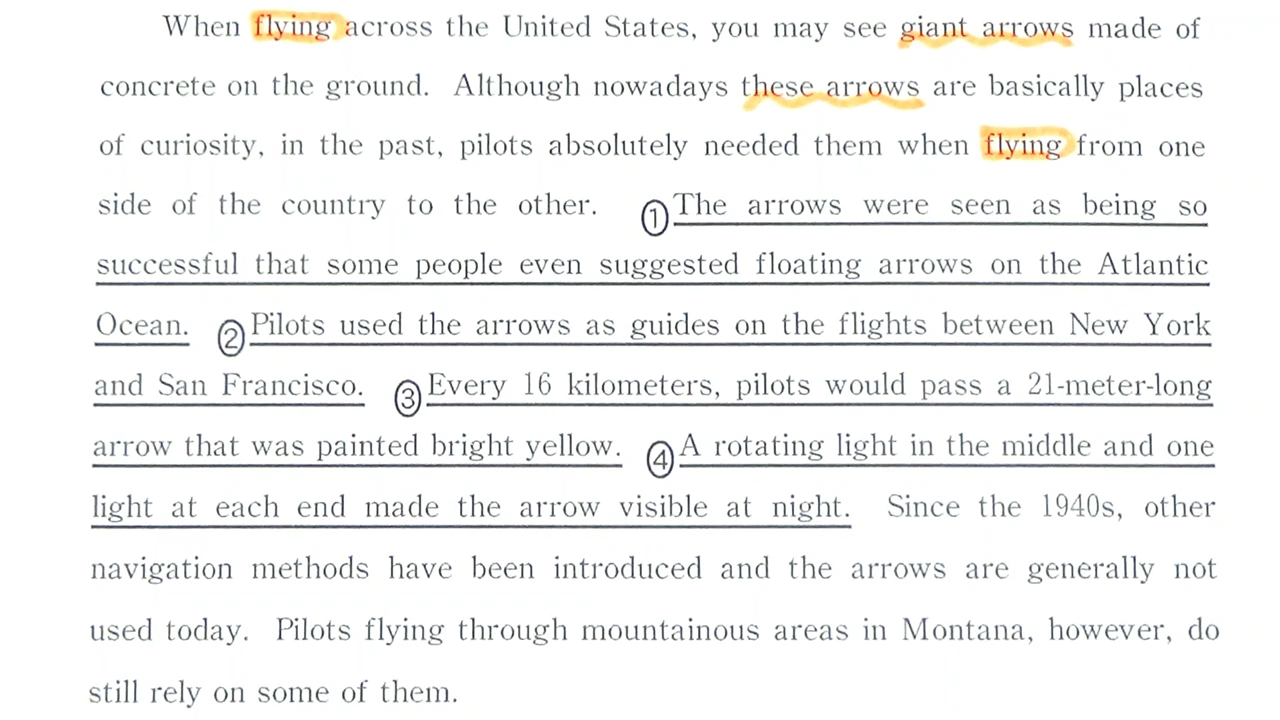 When flying across the United States, you may see giant arrows made of
concrete on the ground. Although nowadays these arrows are basically places
of curiosity, in the past, pilots absolutely needed them when flying from one
side of the country to the other. ①The arrows were seen as being so
successful that some people even suggested floating arrows on the Atlantic
Ocean. ②Pilots used the arrows as guides on the flights between New York
and San Francisco. ③Every 16 kilometers, pilots would pass a 21-meter-long
arrow that was painted bright yellow. ④A rotating light in the middle and one
light at each end made the arrow visible at night. Since the 1940s, other
navigation methods have been introduced and the arrows are generally not
used today. Pilots flying through mountainous areas in Montana, however, do
still rely on some of them.